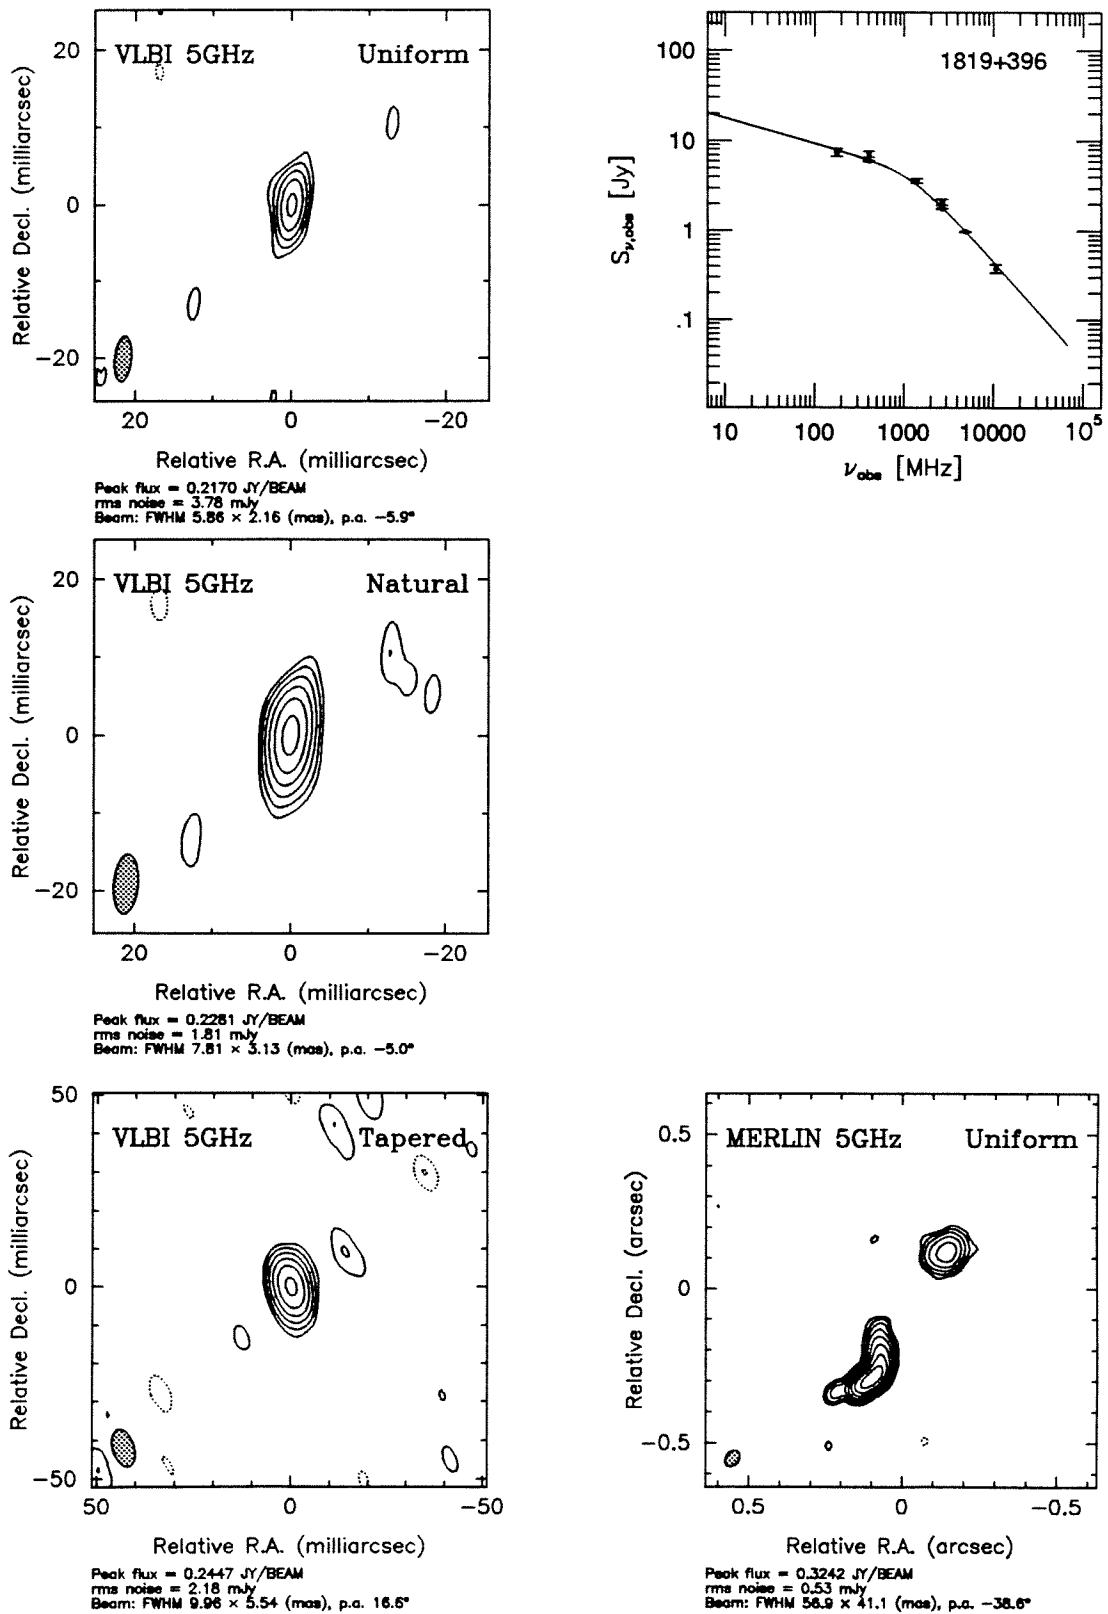 VLBI 5GHz Uniform
20
0
−20
Relative Decl. (milliarcsec)
20 0 −20
Relative R.A. (milliarcsec)
Peak flux = 0.2170 JY/BEAM
rms noise = 3.78 mJy
Beam: FWHM 5.86 × 2.16 (mas), p.a. −5.9°
1819+396
100
10
1
.1
Sν,obs [Jy]
10 100 1000 10000 10⁵
νobs [MHz]
VLBI 5GHz Natural
20
0
−20
Relative Decl. (milliarcsec)
20 0 −20
Relative R.A. (milliarcsec)
Peak flux = 0.2281 JY/BEAM
rms noise = 1.81 mJy
Beam: FWHM 7.81 × 3.13 (mas), p.a. −5.0°
VLBI 5GHz Tapered
50
0
−50
Relative Decl. (milliarcsec)
50 0 −50
Relative R.A. (milliarcsec)
Peak flux = 0.2447 JY/BEAM
rms noise = 2.18 mJy
Beam: FWHM 9.96 × 5.54 (mas), p.a. 16.6°
MERLIN 5GHz Uniform
0.5
0
−0.5
Relative Decl. (arcsec)
0.5 0 −0.5
Relative R.A. (arcsec)
Peak flux = 0.3242 JY/BEAM
rms noise = 0.53 mJy
Beam: FWHM 56.9 × 41.1 (mas), p.a. −38.6°